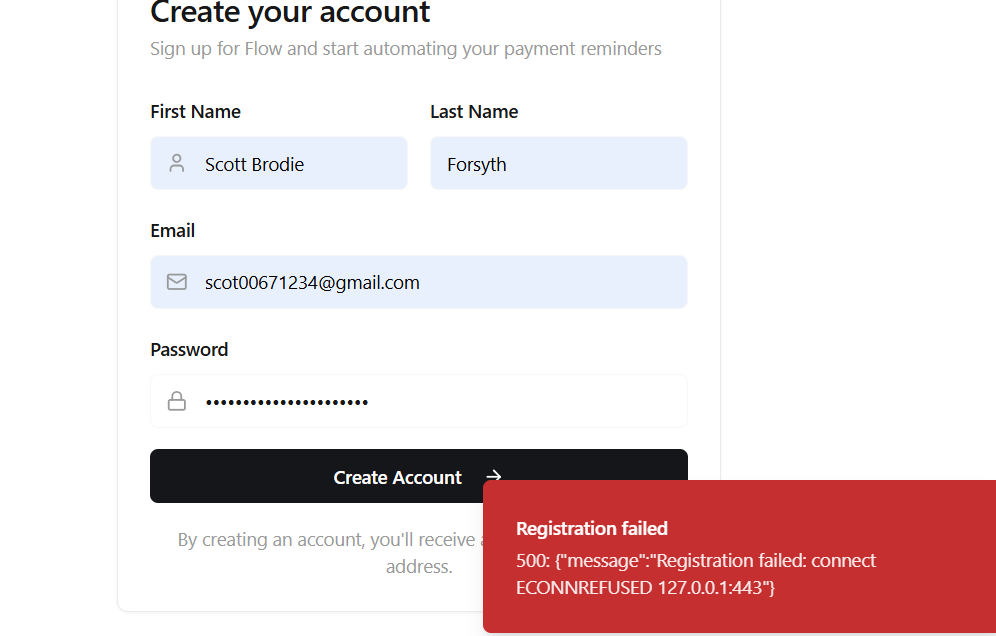 Create your account
Sign up for Flow and start automating your payment reminders
First Name
Last Name
Scott Brodie
Forsyth
Email
scot00671234@gmail.com
Password
••••••••••••••••••••••
Create Account →
By creating an account, you'll receive
address.
Registration failed
500: {"message":"Registration failed: connect
ECONNREFUSED 127.0.0.1:443"}